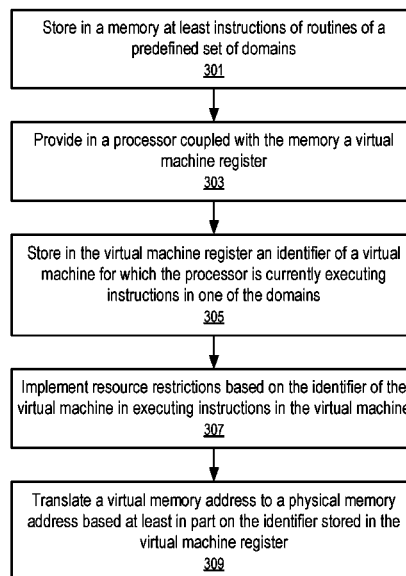 Store in a memory at least instructions of routines of a
predefined set of domains
301
Provide in a processor coupled with the memory a virtual
machine register
303
Store in the virtual machine register an identifier of a virtual
machine for which the processor is currently executing
instructions in one of the domains
305
Implement resource restrictions based on the identifier of the
virtual machine in executing instructions in the virtual machine
307
Translate a virtual memory address to a physical memory
address based at least in part on the identifier stored in the
virtual machine register
309